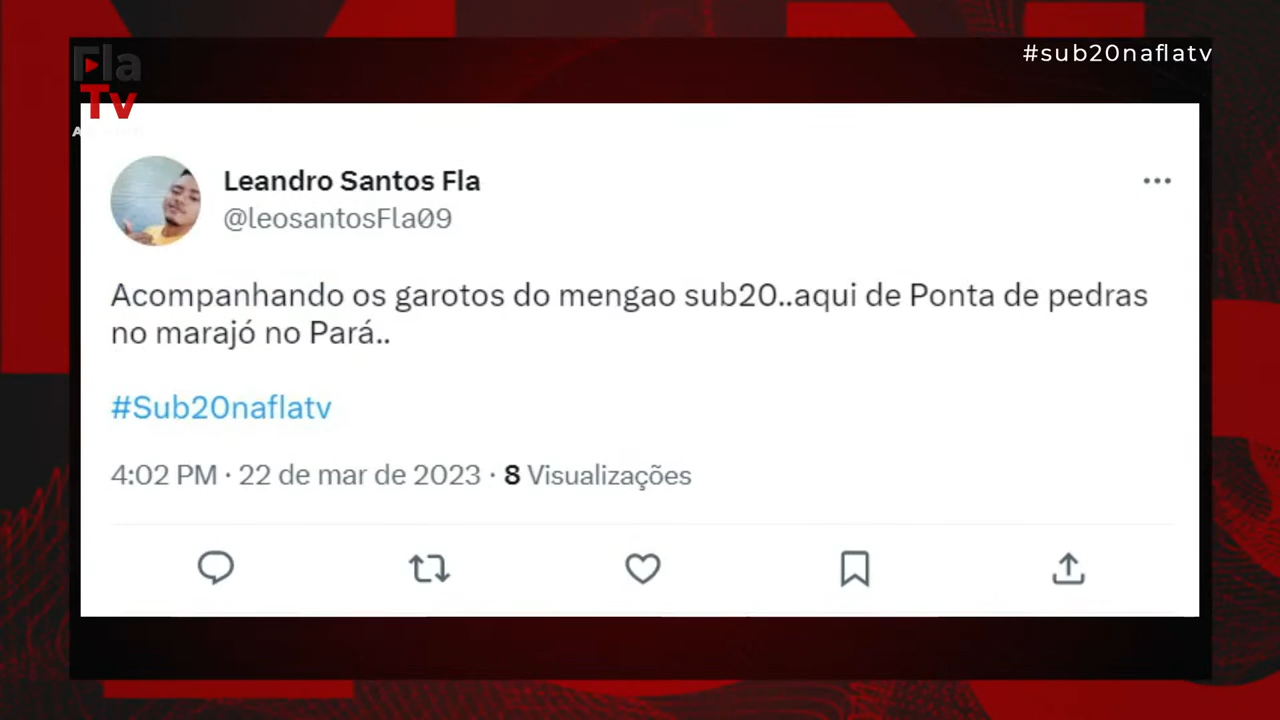 Fla
Tv
#sub20naflatv
Leandro Santos Fla
@leosantosFla09
Acompanhando os garotos do mengao sub20..aqui de Ponta de pedras
no marajó no Pará..
#Sub20naflatv
4:02 PM · 22 de mar de 2023 · 8 Visualizações